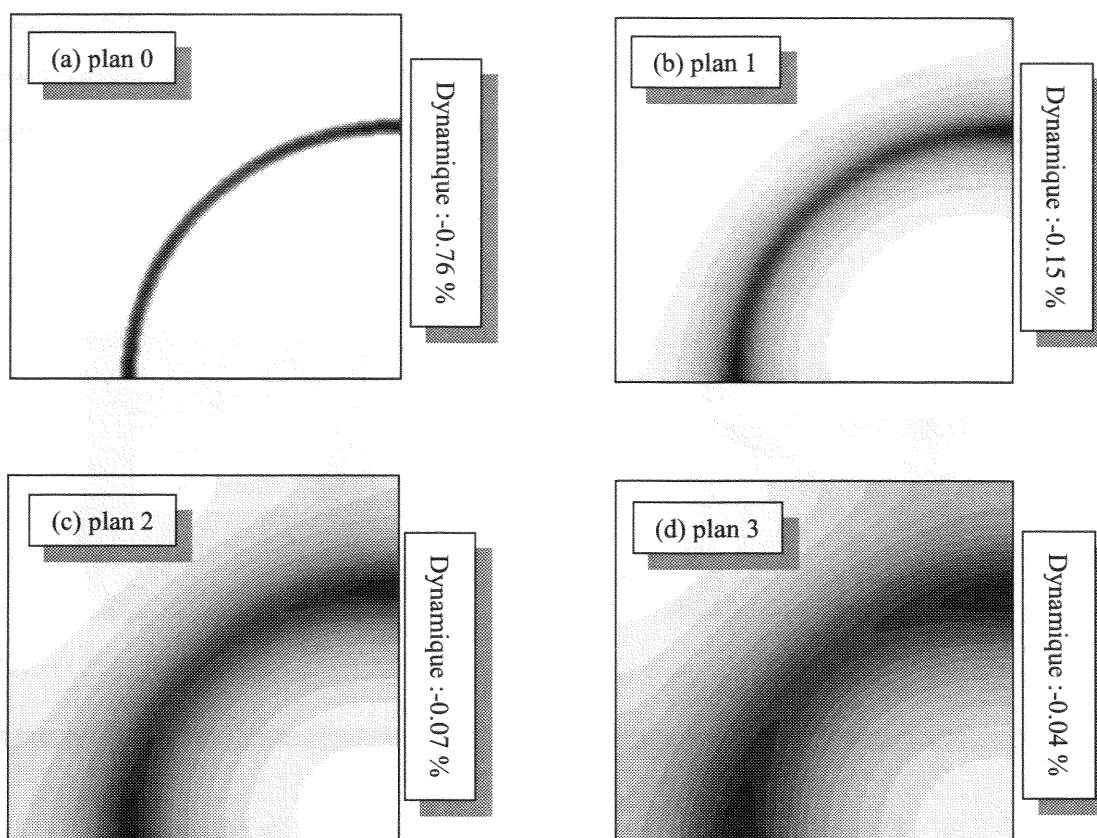 (a) plan 0
Dynamique :-0.76 %
(b) plan 1
Dynamique :-0.15 %
(c) plan 2
Dynamique :-0.07 %
(d) plan 3
Dynamique :-0.04 %